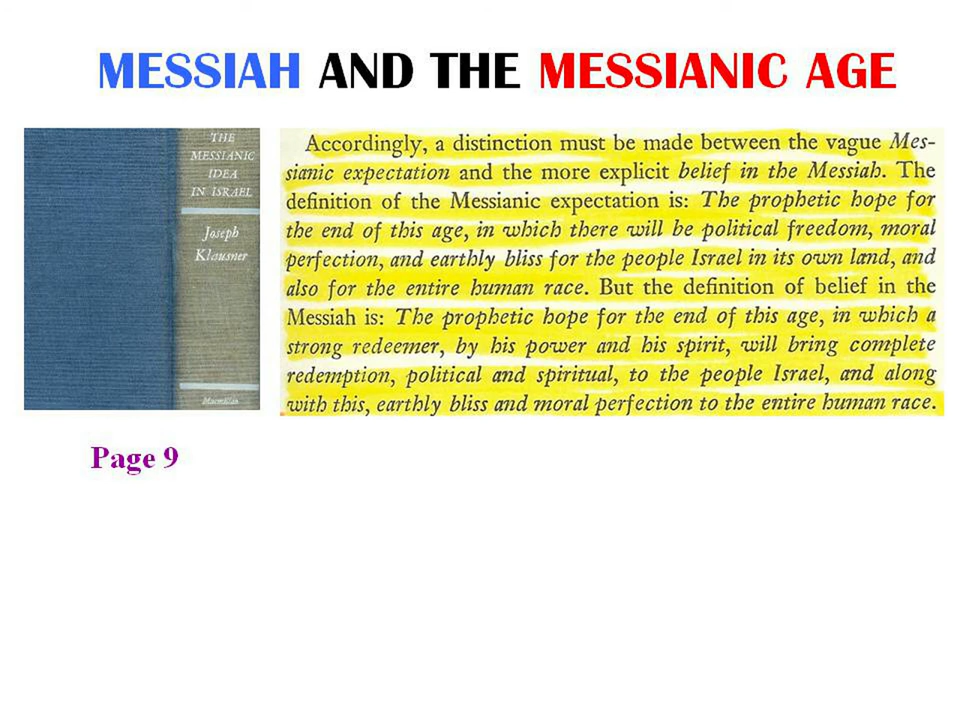 MESSIAH AND THE MESSIANIC AGE
THE
MESSIANIC
IDEA
IN ISRAEL
Joseph
Klausner
Macmillan
Accordingly, a distinction must be made between the vague Mes-
sianic expectation and the more explicit belief in the Messiah. The
definition of the Messianic expectation is: The prophetic hope for
the end of this age, in which there will be political freedom, moral
perfection, and earthly bliss for the people Israel in its own land, and
also for the entire human race. But the definition of belief in the
Messiah is: The prophetic hope for the end of this age, in which a
strong redeemer, by his power and his spirit, will bring complete
redemption, political and spiritual, to the people Israel, and along
with this, earthly bliss and moral perfection to the entire human race.
Page 9